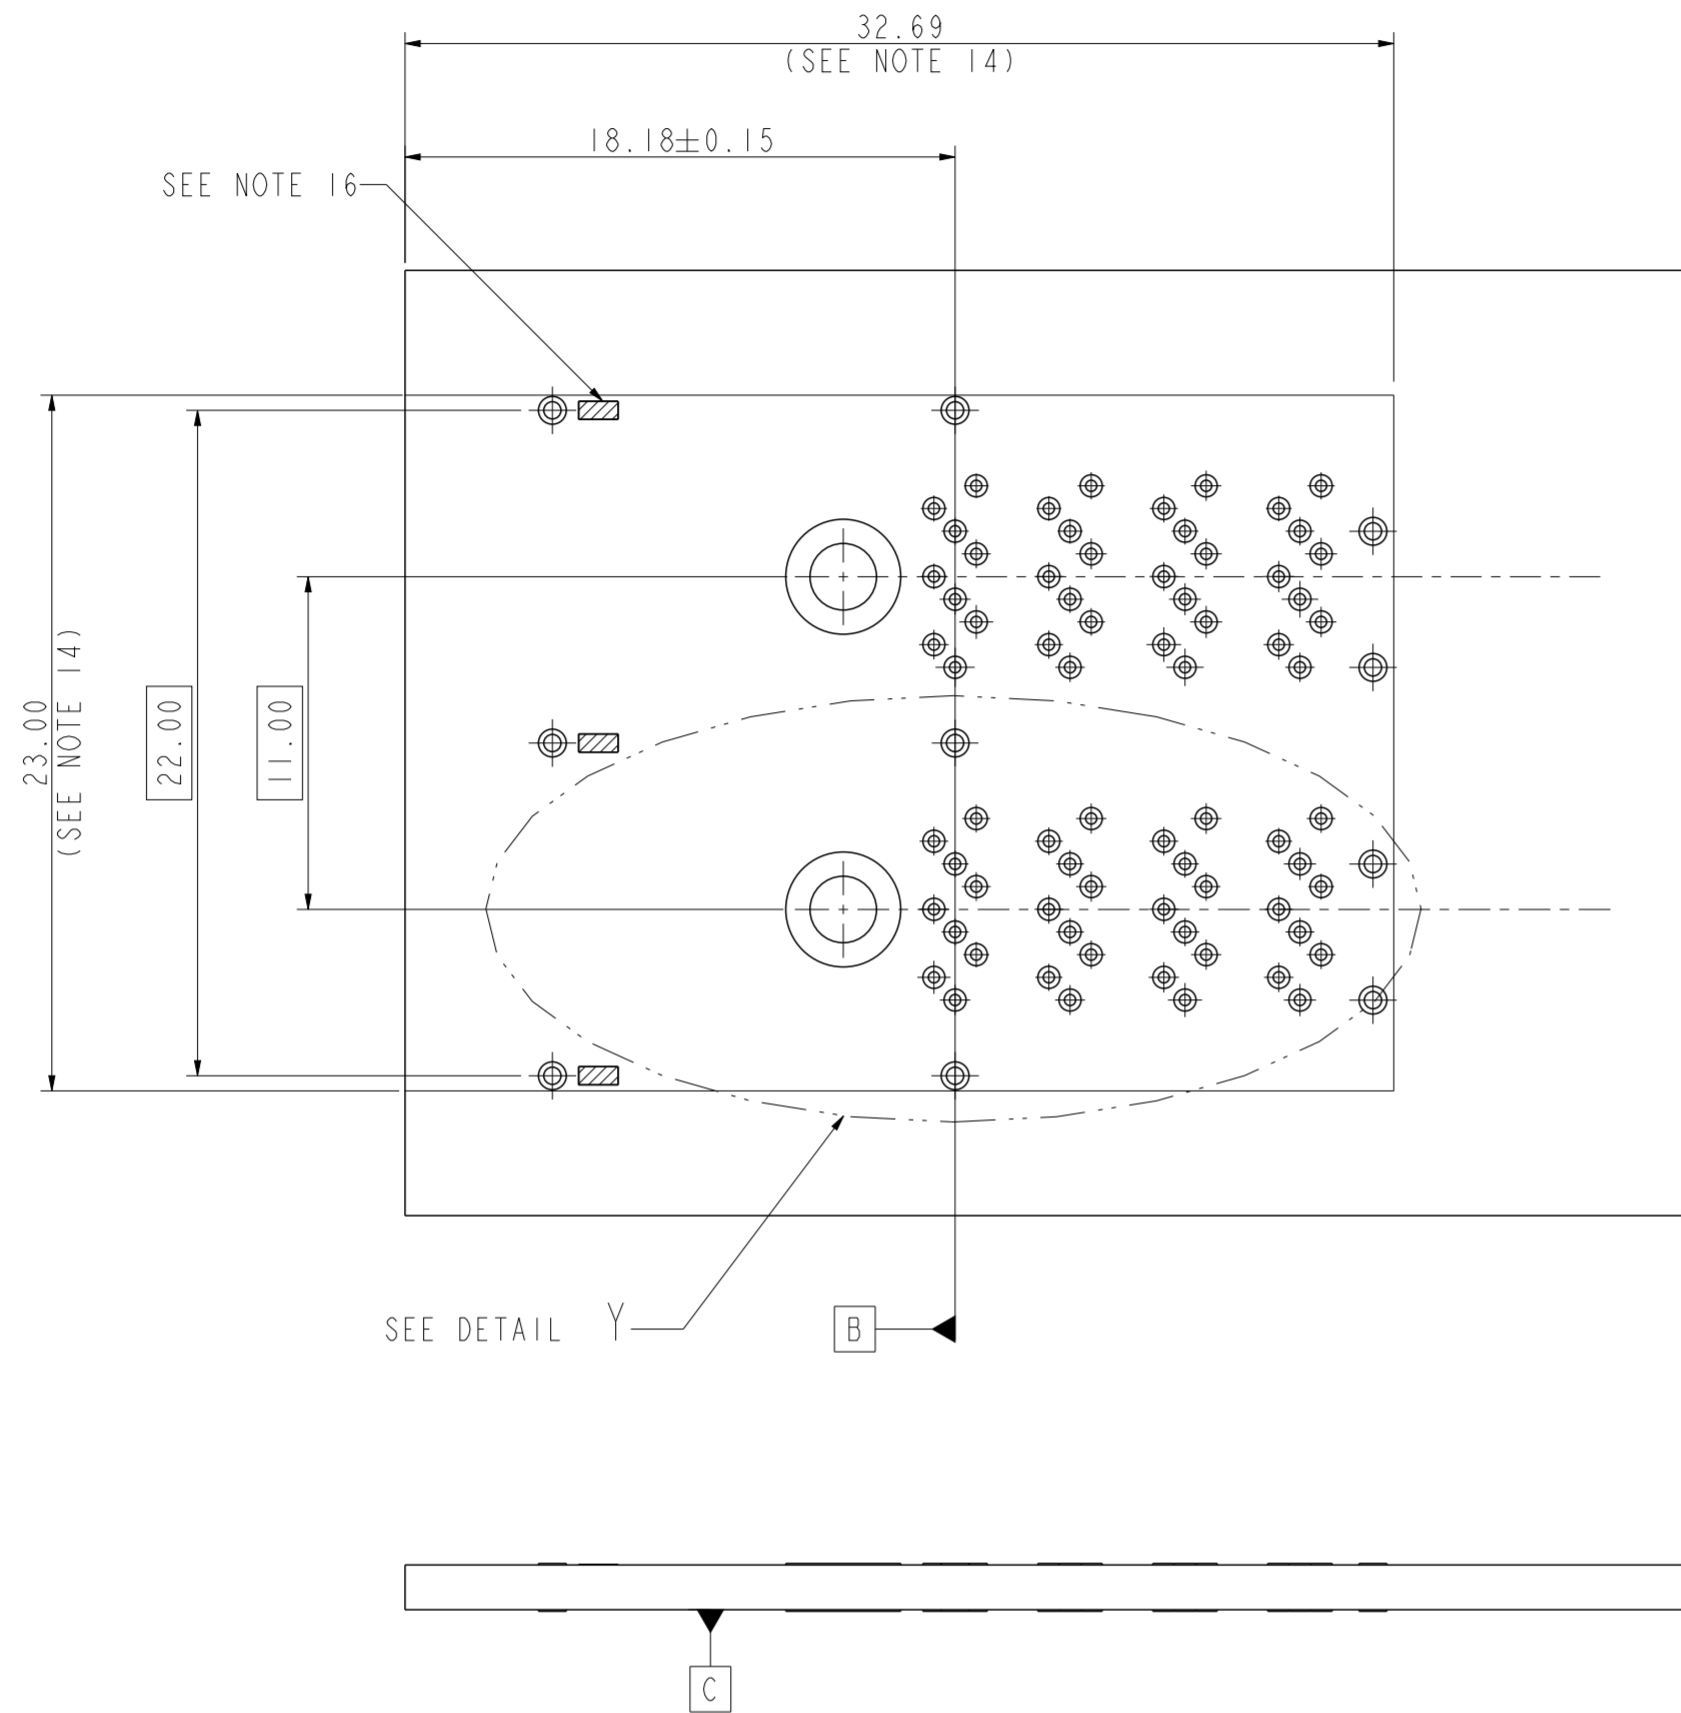 32.69
(SEE NOTE 14)
18.18±0.15
SEE NOTE 16
23.00
(SEE NOTE 14)
22.00
11.00
SEE DETAIL Y
B
C